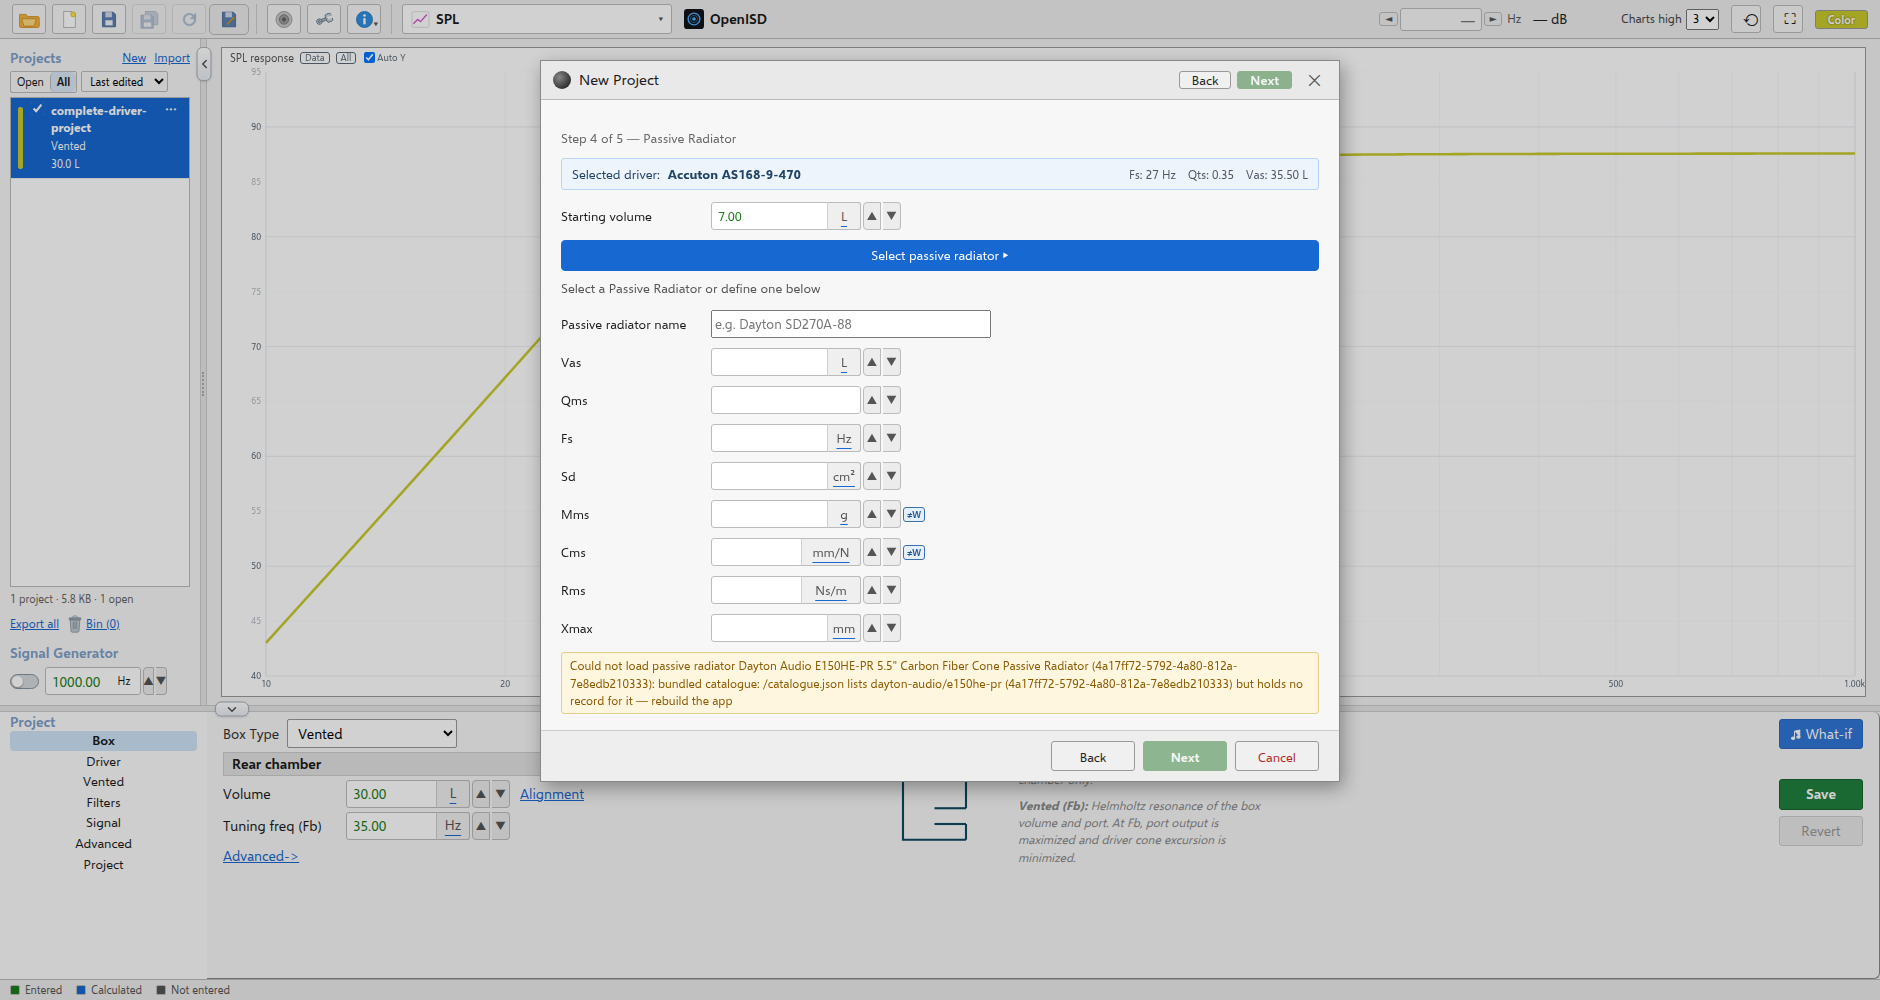 SPL
OpenISD
—
Hz
— dB
Charts high
3
Color
Projects
New
Import
Open
All
Last edited
complete-driver-
project
Vented
30.0 L
1 project · 5.8 KB · 1 open
Export all
Bin (0)
Signal Generator
1000.00
Hz
SPL response
Data
All
Auto Y
95
90
85
80
75
70
65
60
55
50
45
40
10
20
500
1.00k
New Project
Back
Next
Step 4 of 5 — Passive Radiator
Selected driver: Accuton AS168-9-470
Fs: 27 Hz
Qts: 0.35
Vas: 35.50 L
Starting volume
7.00
L
Select passive radiator
Select a Passive Radiator or define one below
Passive radiator name
e.g. Dayton SD270A-88
Vas
L
Qms
Fs
Hz
Sd
cm²
Mms
g
≠W
Cms
mm/N
≠W
Rms
Ns/m
Xmax
mm
Could not load passive radiator Dayton Audio E150HE-PR 5.5" Carbon Fiber Cone Passive Radiator (4a17ff72-5792-4a80-812a-
7e8edb210333): bundled catalogue: /catalogue.json lists dayton-audio/e150he-pr (4a17ff72-5792-4a80-812a-7e8edb210333) but holds no
record for it — rebuild the app
Back
Next
Cancel
Project
Box
Driver
Vented
Filters
Signal
Advanced
Project
Box Type
Vented
Rear chamber
Volume
30.00
L
Alignment
Tuning freq (Fb)
35.00
Hz
Advanced->
chamber only.
Vented (Fb): Helmholtz resonance of the box
volume and port. At Fb, port output is
maximized and driver cone excursion is
minimized.
What-if
Save
Revert
Entered
Calculated
Not entered